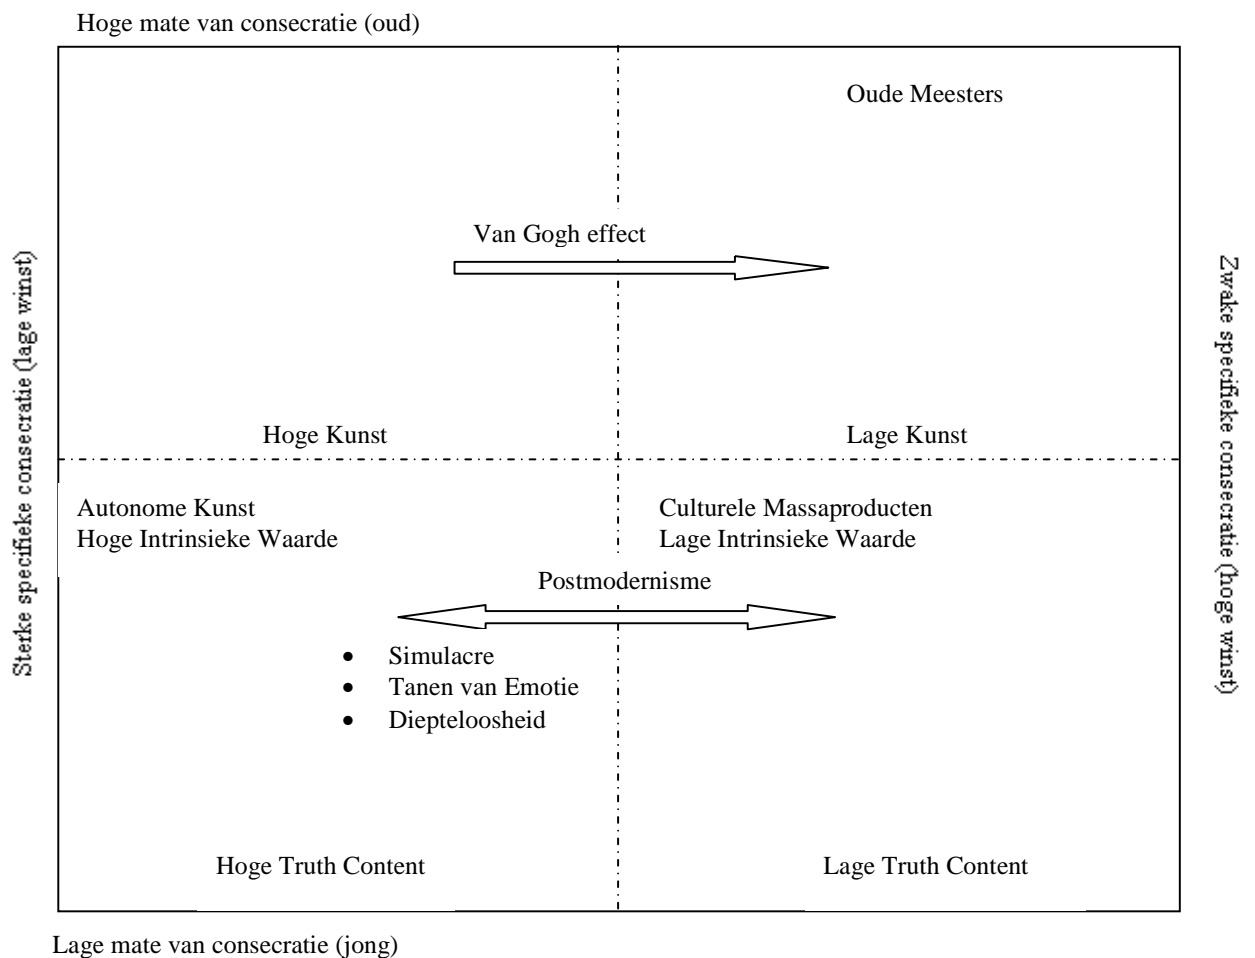 Hoge mate van consecratie (oud)
Oude Meesters
Van Gogh effect
Sterke specifieke consecratie (lage winst)
Zwake specifieke consecratie (hoge winst)
Hoge Kunst
Lage Kunst
Autonome Kunst
Hoge Intrinsieke Waarde
Culturele Massaproducten
Lage Intrinsieke Waarde
Postmodernisme
• Simulacre
• Tanen van Emotie
• Diepteloosheid
Hoge Truth Content
Lage Truth Content
Lage mate van consecratie (jong)